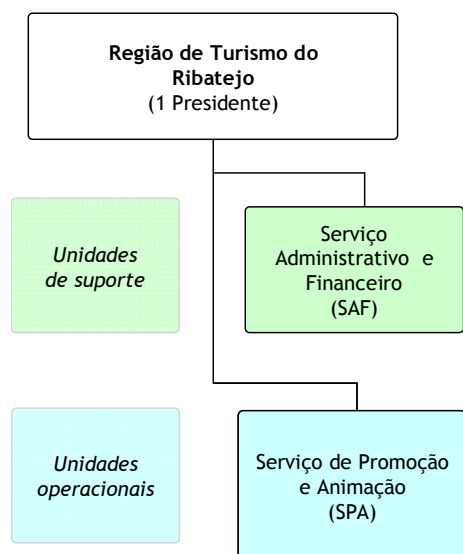 Região de Turismo do
Ribatejo
(1 Presidente)
Unidades
de suporte
Serviço
Administrativo e
Financeiro
(SAF)
Unidades
operacionais
Serviço de Promoção
e Animação
(SPA)